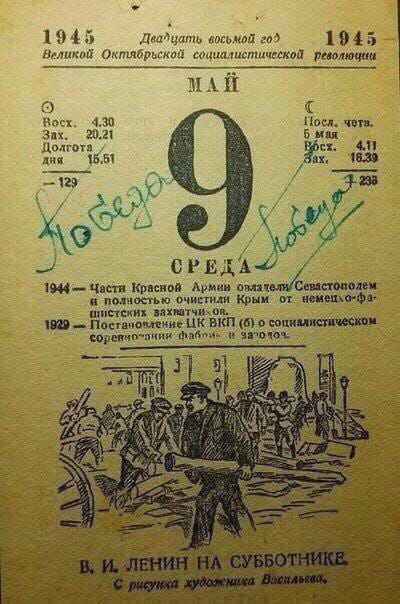 1945 Двадцать восьмой год 1945
Великой Октябрьской социалистической революции
МАЙ
Восх. 4.30
Зах. 20.21
Долгота
дня 15.51
—129
9
Посл. четв.
5 мая
Восх. 4.11
Зах. 16.39
+236
Победа
Победа
СРЕДА
1944— Части Красной Армии овладели Севастополем
и полностью очистили Крым от немецко-фа-
шистских захватчиков.
1929— Постановление ЦК ВКП (б) о социалистическом
соревновании фабрик и заводов.
В. И. ЛЕНИН НА СУББОТНИКЕ.
С рисунка художника Васильева.